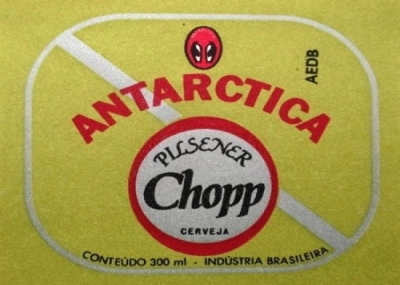 AEDB
ANTARCTICA
PILSENER
Chopp
CERVEJA
CONTEÚDO 300 ml - INDÚSTRIA BRASILEIRA